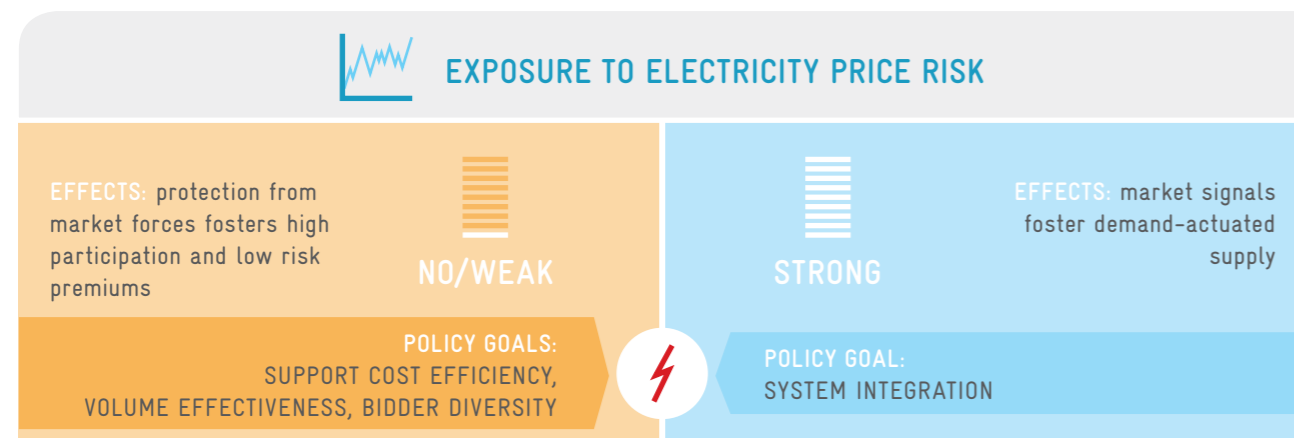 EXPOSURE TO ELECTRICITY PRICE RISK
EFFECTS: protection from
market forces fosters high
participation and low risk
premiums
NO/WEAK
STRONG
EFFECTS: market signals
foster demand-actuated
supply
POLICY GOALS:
SUPPORT COST EFFICIENCY,
VOLUME EFFECTIVENESS, BIDDER DIVERSITY
POLICY GOAL:
SYSTEM INTEGRATION